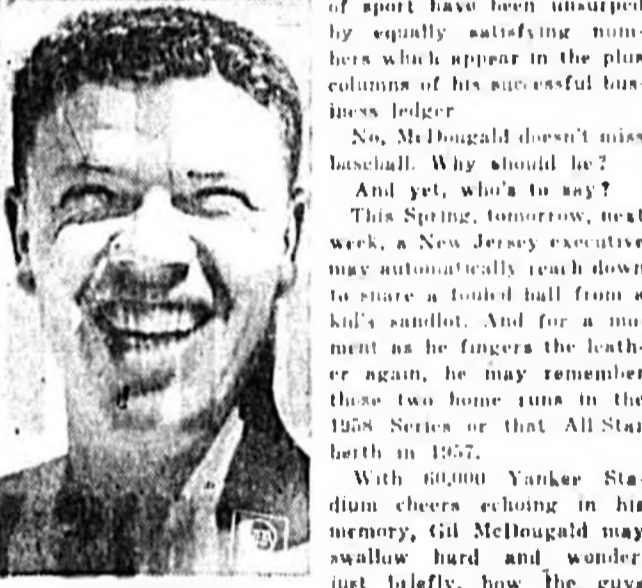 of sport have been unsurped
by equally satisfying num-
bers which appear in the plus
columns of his successful bus-
iness ledger
No, McDougald doesn't miss
baseball. Why should he?
And yet, who's to say?
This Spring, tomorrow, next
week, a New Jersey executive
may automatically reach down
to snare a fouled ball from a
kid's sandlot. And for a mo-
ment as he fingers the leath-
er again, he may remember
those two home runs in the
1958 Series or that All Star
berth in 1957.
With 60,000 Yankee Sta-
dium cheers echoing in his
memory, Gil McDougald may
swallow hard and wonder
just briefly, how the guys